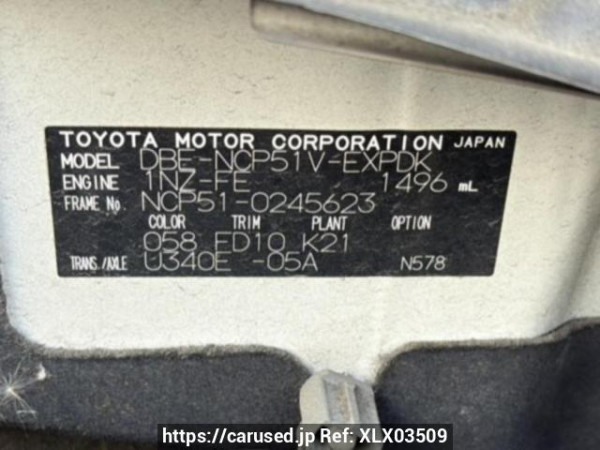 TOYOTA MOTOR CORPORATION JAPAN
MODEL DBE-NCP51V-EXPDK
ENGINE 1NZ-FE 1496 mL
FRAME No. NCP51-0245623
COLOR TRIM PLANT OPTION
058 FD10 K21
TRANS./AXLE U340E -05A N578
https://carused.jp Ref: XLX03509